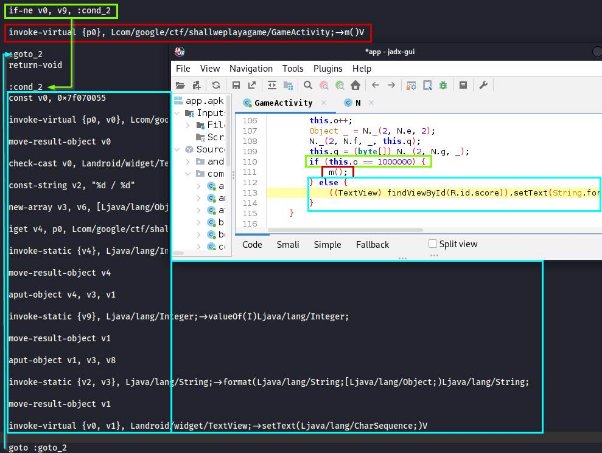 if-ne v0, v9, :cond_2
invoke-virtual {p0}, Lcom/google/ctf/shallweplayagame/GameActivity;→m()V
:goto_2
return-void
:cond_2
const v0, 0×7f070055
invoke-virtual {p0, v0}, Lcom/goo
move-result-object v0
check-cast v0, Landroid/widget/Te
const-string v2, "%d / %d"
new-array v3, v6, [Ljava/lang/Obj
iget v4, p0, Lcom/google/ctf/shal
invoke-static {v4}, Ljava/lang/In
move-result-object v4
aput-object v4, v3, v1
invoke-static {v9}, Ljava/lang/Integer;→valueOf(I)Ljava/lang/Integer;
move-result-object v1
aput-object v1, v3, v8
invoke-static {v2, v3}, Ljava/lang/String;→format(Ljava/lang/String;[Ljava/lang/Object;)Ljava/lang/String;
move-result-object v1
invoke-virtual {v0, v1}, Landroid/widget/TextView;→setText(Ljava/lang/CharSequence;)V
goto :goto_2
*app - jadx-gui
File View Navigation Tools Plugins Help
app.apk
Inputs
File
Scr
Source
and
com
a
b
GameActivity × N ×
106 this.o++;
107 Object _ = N._(2, N.e, 2);
108 N._(2, N.f, _, this.q);
109 this.q = (byte[]) N._(2, N.g, _);
110 if (this.o == 1000000) {
111 m();
112 } else {
113 ((TextView) findViewById(R.id.score)).setText(String.for
114 }
115 }
116
Code Smali Simple Fallback Split view